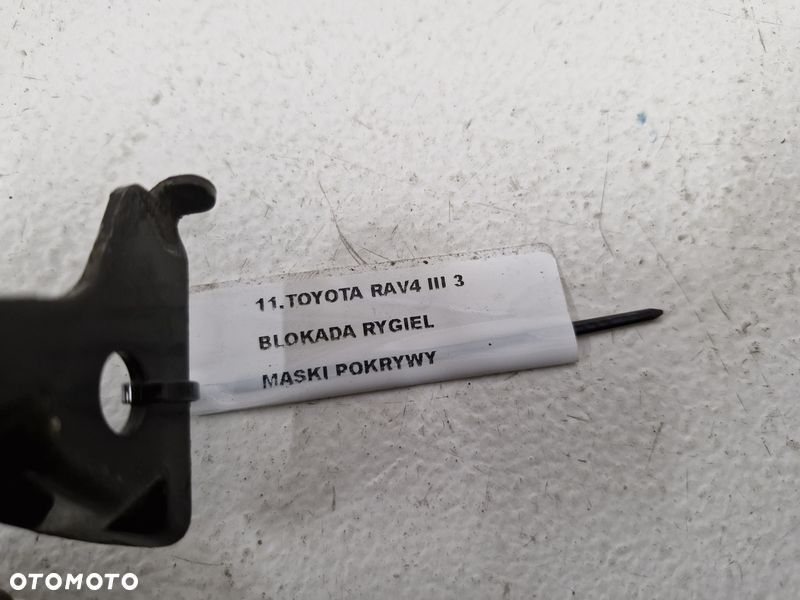 11.TOYOTA RAV4 III 3
BLOKADA RYGIEL
MASKI POKRYWY
OTOMOTO